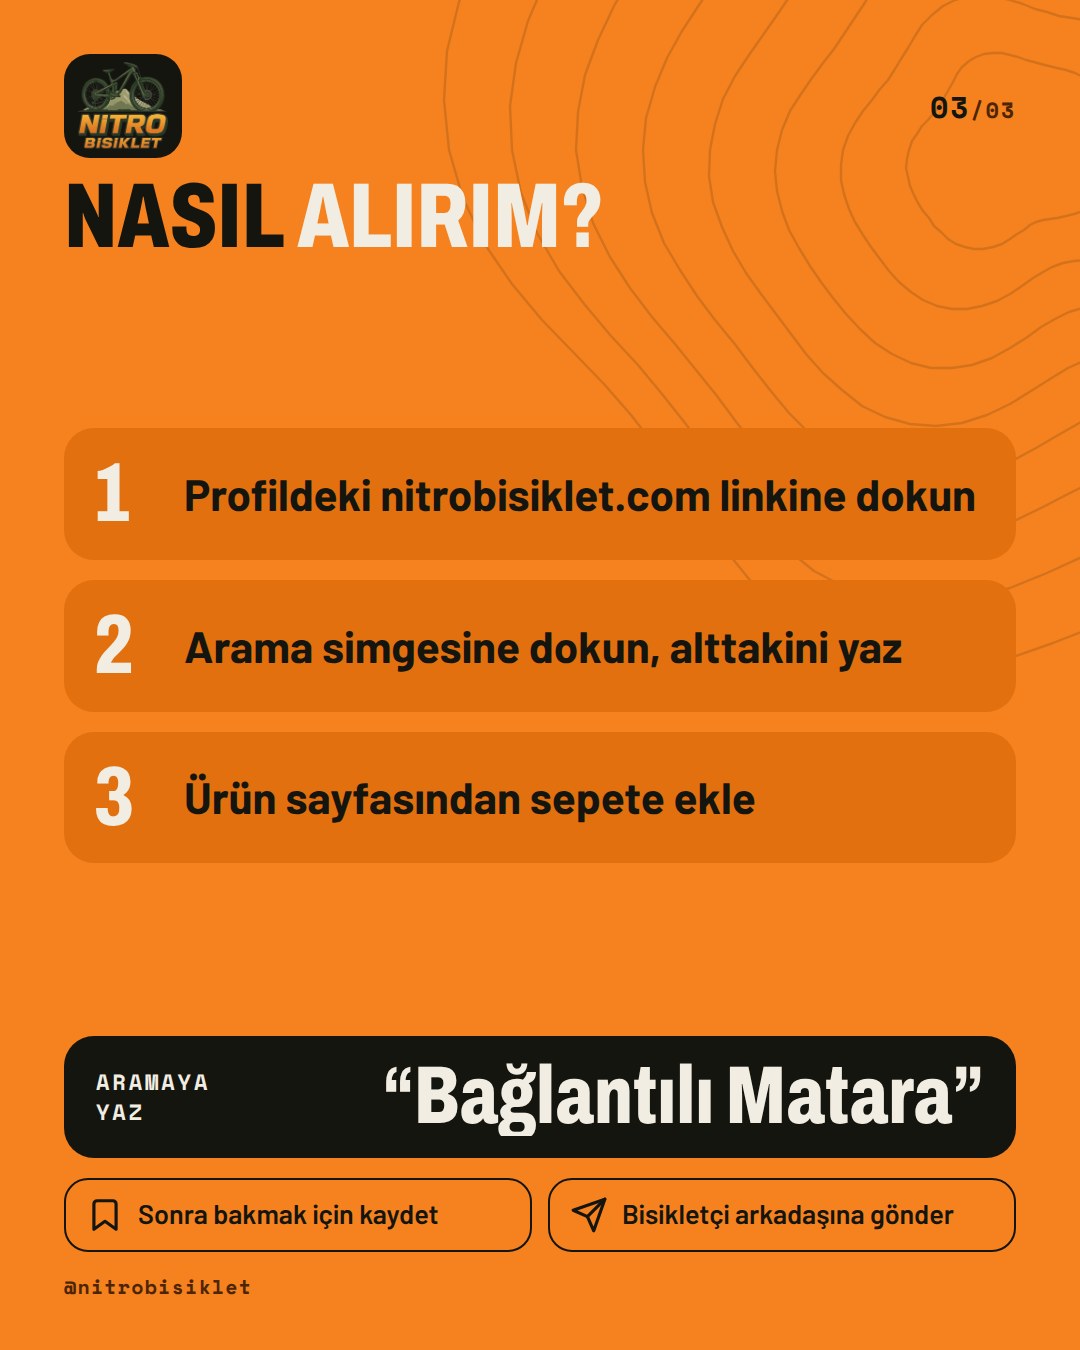 NiTRO
BiSiKLET
03/03
NASIL ALIRIM?
1 Profildeki nitrobisiklet.com linkine dokun
2 Arama simgesine dokun, alttakini yaz
3 Ürün sayfasından sepete ekle
ARAMAYA
YAZ
“Bağlantılı Matara”
Sonra bakmak için kaydet
Bisikletçi arkadaşına gönder
@nitrobisiklet